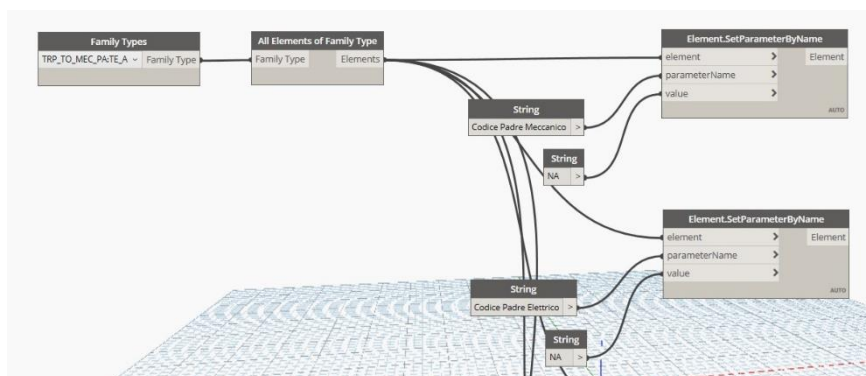 Family Types
TRP_TO_MEC_PA:TE_A Family Type
All Elements of Family Type
Family Type Elements
Element.SetParameterByName
element > Element
parameterName >
value >
AUTO
String
Codice Padre Meccanico >
String
NA >
Element.SetParameterByName
element > Element
parameterName >
value >
AUTO
String
Codice Padre Elettrico >
String
NA >